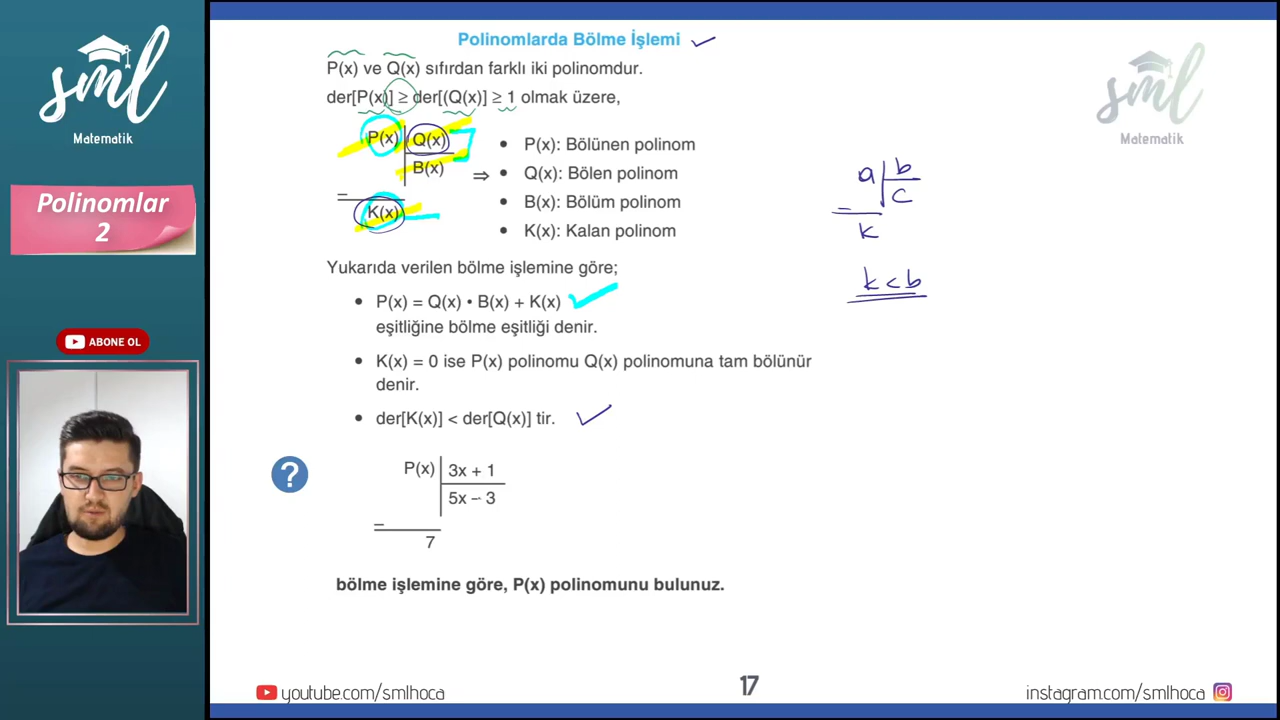 sml
Matematik
Polinomlar
2
ABONE OL
Polinomlarda Bölme İşlemi
P(x) ve Q(x) sıfırdan farklı iki polinomdur.
der[P(x)] ≥ der[(Q(x)] ≥ 1 olmak üzere,
P(x) Q(x)
B(x)
K(x)
⇒
• P(x): Bölünen polinom
• Q(x): Bölen polinom
• B(x): Bölüm polinom
• K(x): Kalan polinom
Yukarıda verilen bölme işlemine göre;
• P(x) = Q(x) • B(x) + K(x)
eşitliğine bölme eşitliği denir.
• K(x) = 0 ise P(x) polinomu Q(x) polinomuna tam bölünür
denir.
• der[K(x)] < der[Q(x)] tir.
?
P(x) 3x + 1
5x – 3
–
7
bölme işlemine göre, P(x) polinomunu bulunuz.
sml
Matematik
a b
c
–
k
k < b
youtube.com/smlhoca
17
instagram.com/smlhoca